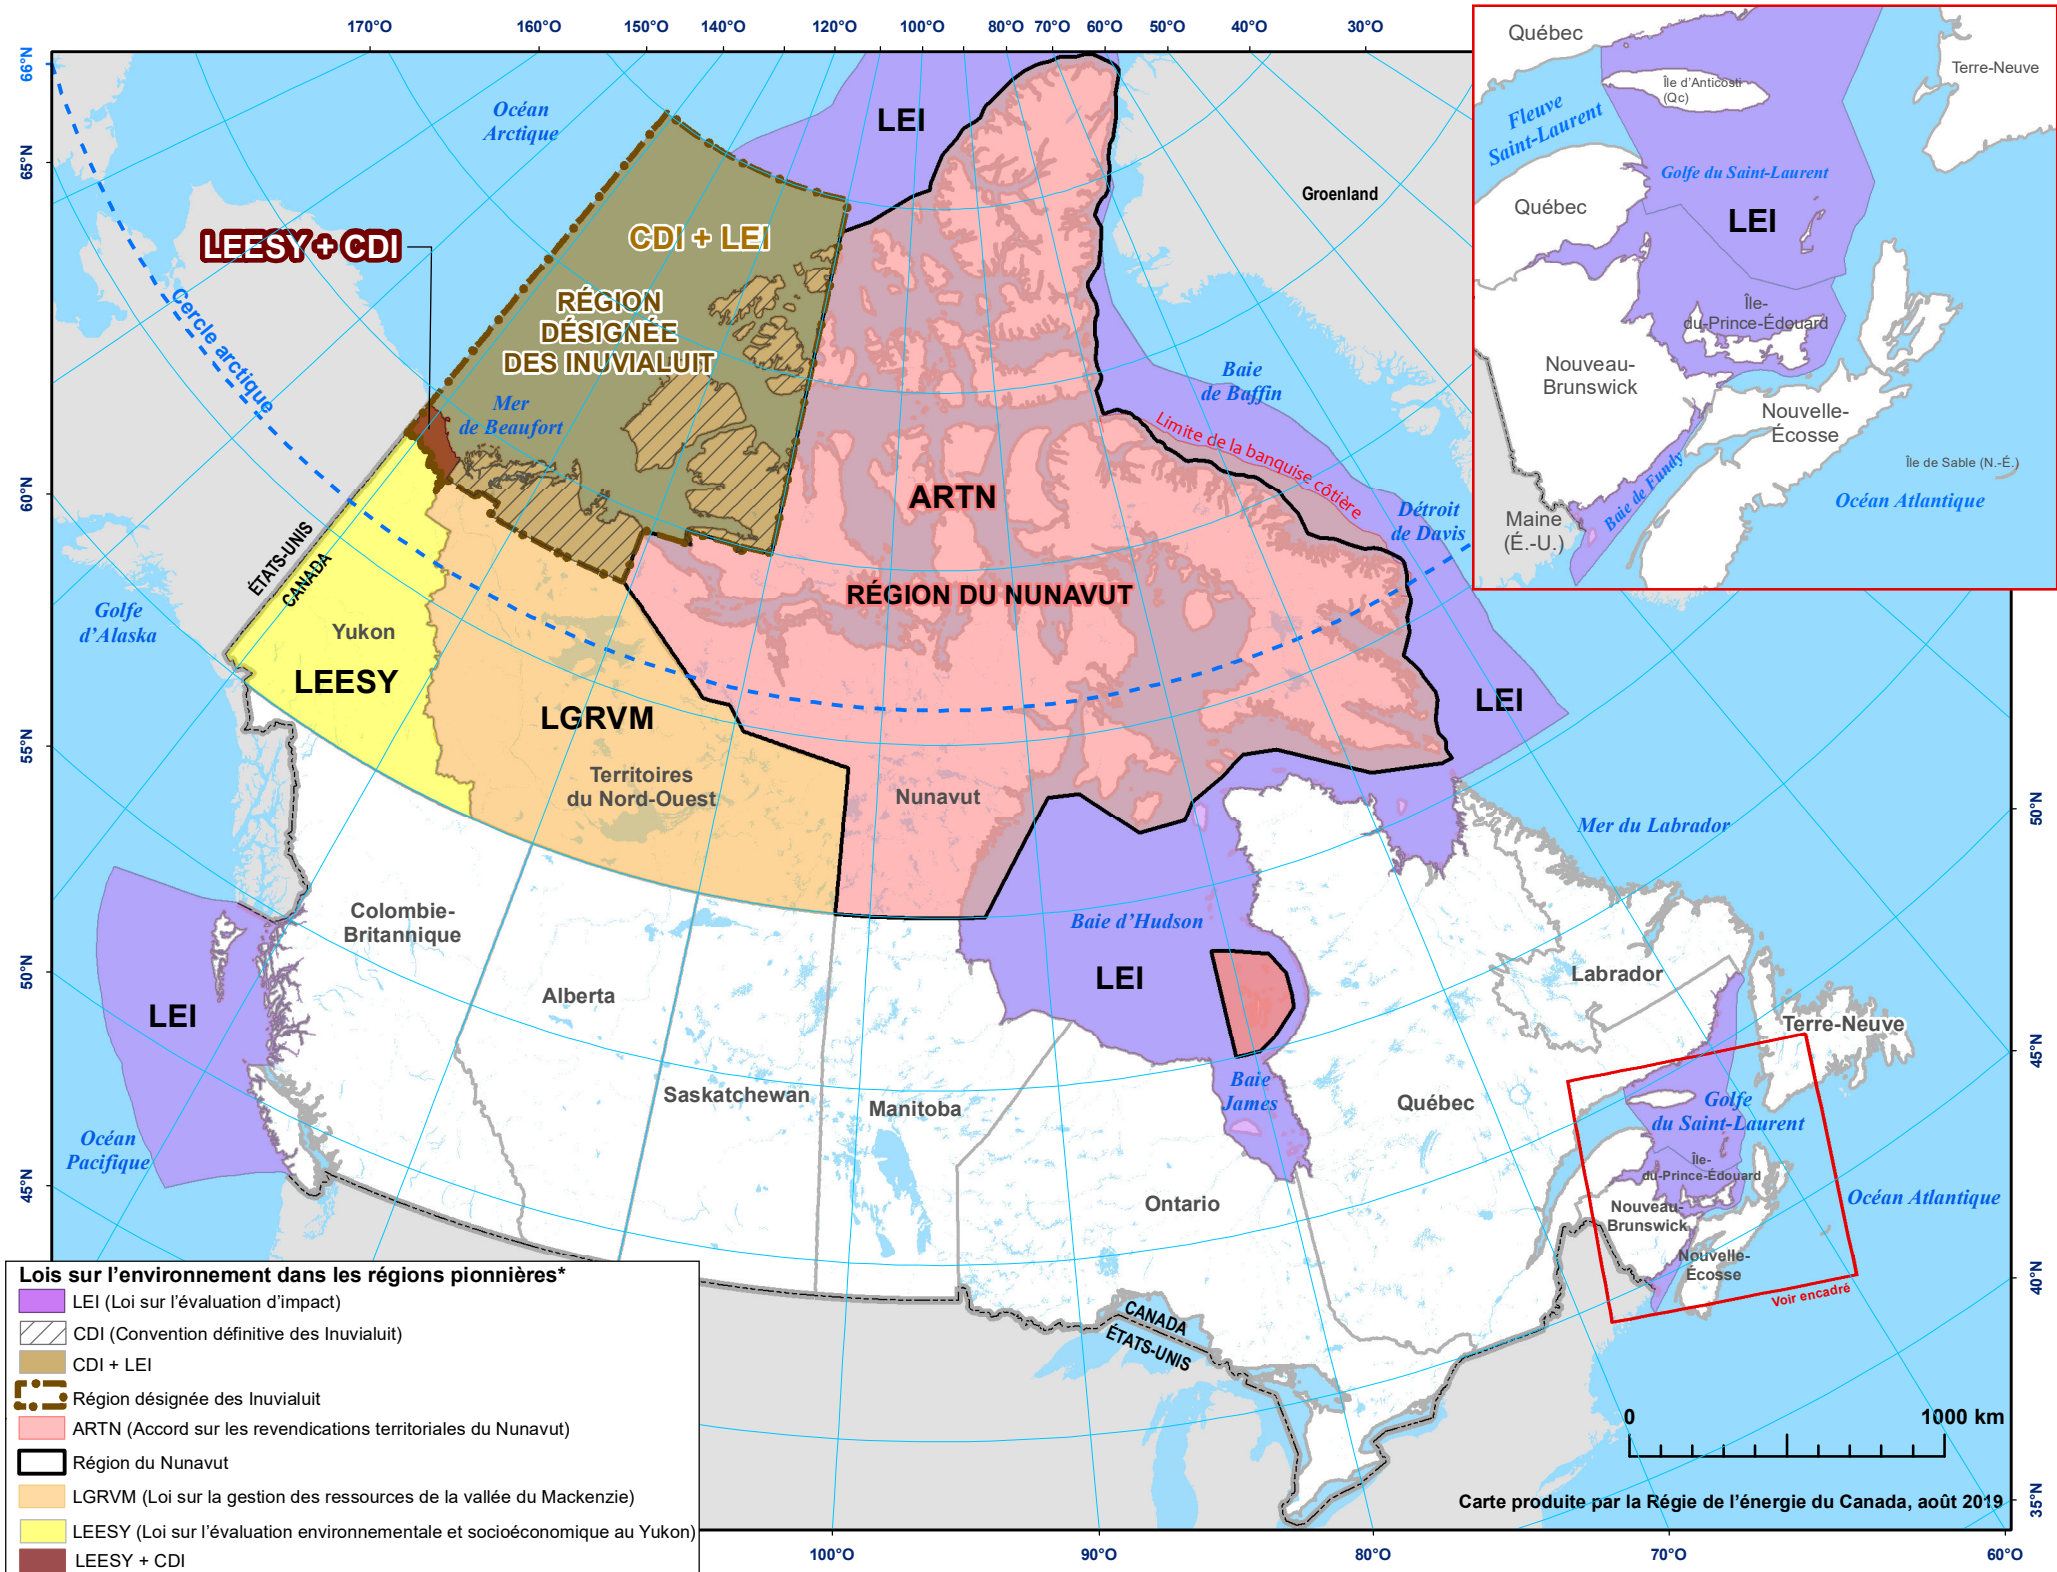 170°O
160°O
150°O
140°O
120°O
100°O
80°O
70°O
60°O
50°O
40°O
30°O
66°N
65°N
60°N
55°N
50°N
45°N
50°N
45°N
40°N
35°N
100°O
90°O
80°O
70°O
60°O
Océan
Arctique
LEI
Groenland
LEESY + CDI
CDI + LEI
RÉGION
DÉSIGNÉE
DES INUVIALUIT
Cercle arctique
Mer
de Beaufort
Baie
de Baffin
Limite de la banquise côtière
Détroit
de Davis
ARTN
RÉGION DU NUNAVUT
ÉTATS-UNIS
CANADA
Golfe
d'Alaska
Yukon
LEESY
LGRVM
Territoires
du Nord-Ouest
Nunavut
LEI
Mer du Labrador
Colombie-
Britannique
Alberta
Saskatchewan
Manitoba
Baie d'Hudson
LEI
Baie
James
Ontario
Québec
Labrador
Terre-Neuve
LEI
Océan
Pacifique
Golfe
du Saint-Laurent
Île-
du-Prince-Édouard
Nouveau-
Brunswick
Nouvelle-
Écosse
Océan Atlantique
Voir encadré
CANADA
ÉTATS-UNIS
0 1000 km
Carte produite par la Régie de l'énergie du Canada, août 2019
Québec
Île d'Anticosti
(Qc)
Terre-Neuve
Fleuve
Saint-Laurent
Golfe du Saint-Laurent
Québec
LEI
Île-
du-Prince-Édouard
Nouveau-
Brunswick
Nouvelle-
Écosse
Île de Sable (N.-É.)
Océan Atlantique
Baie de Fundy
Maine
(É.-U.)
Lois sur l'environnement dans les régions pionnières*
LEI (Loi sur l'évaluation d'impact)
CDI (Convention définitive des Inuvialuit)
CDI + LEI
Région désignée des Inuvialuit
ARTN (Accord sur les revendications territoriales du Nunavut)
Région du Nunavut
LGRVM (Loi sur la gestion des ressources de la vallée du Mackenzie)
LEESY (Loi sur l'évaluation environnementale et socioéconomique au Yukon)
LEESY + CDI